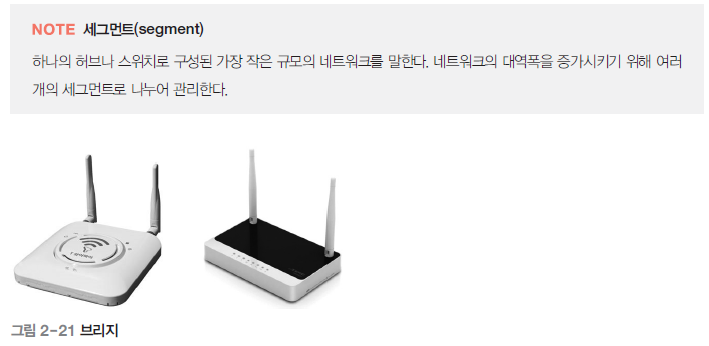 NOTE 세그먼트(segment)
하나의 허브나 스위치로 구성된 가장 작은 규모의 네트워크를 말한다. 네트워크의 대역폭을 증가시키기 위해 여러
개의 세그먼트로 나누어 관리한다.
그림 2-21 브리지